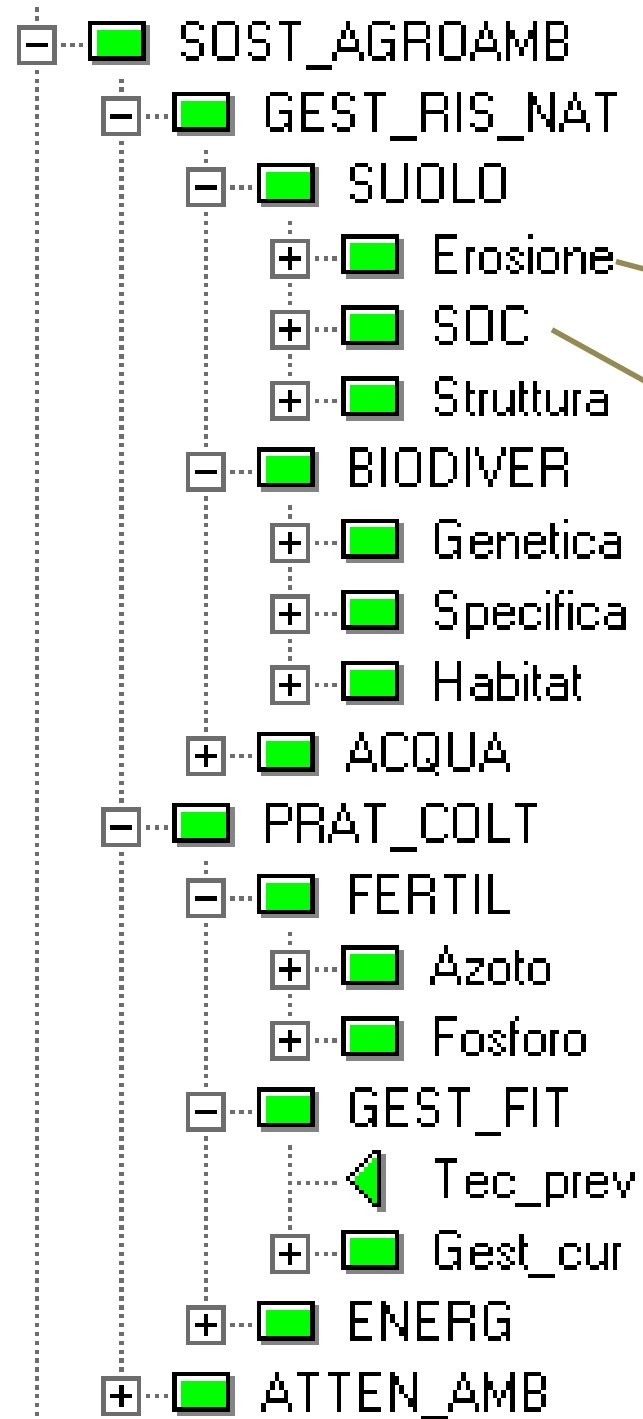 SOST_AGROAMB
GEST_RIS_NAT
SUOLO
Erosione
SOC
Struttura
BIODIVER
Genetica
Specifica
Habitat
ACQUA
PRAT_COLT
FERTIL
Azoto
Fosforo
GEST_FIT
Tec_prev
Gest_cur
ENERG
ATTEN_AMB